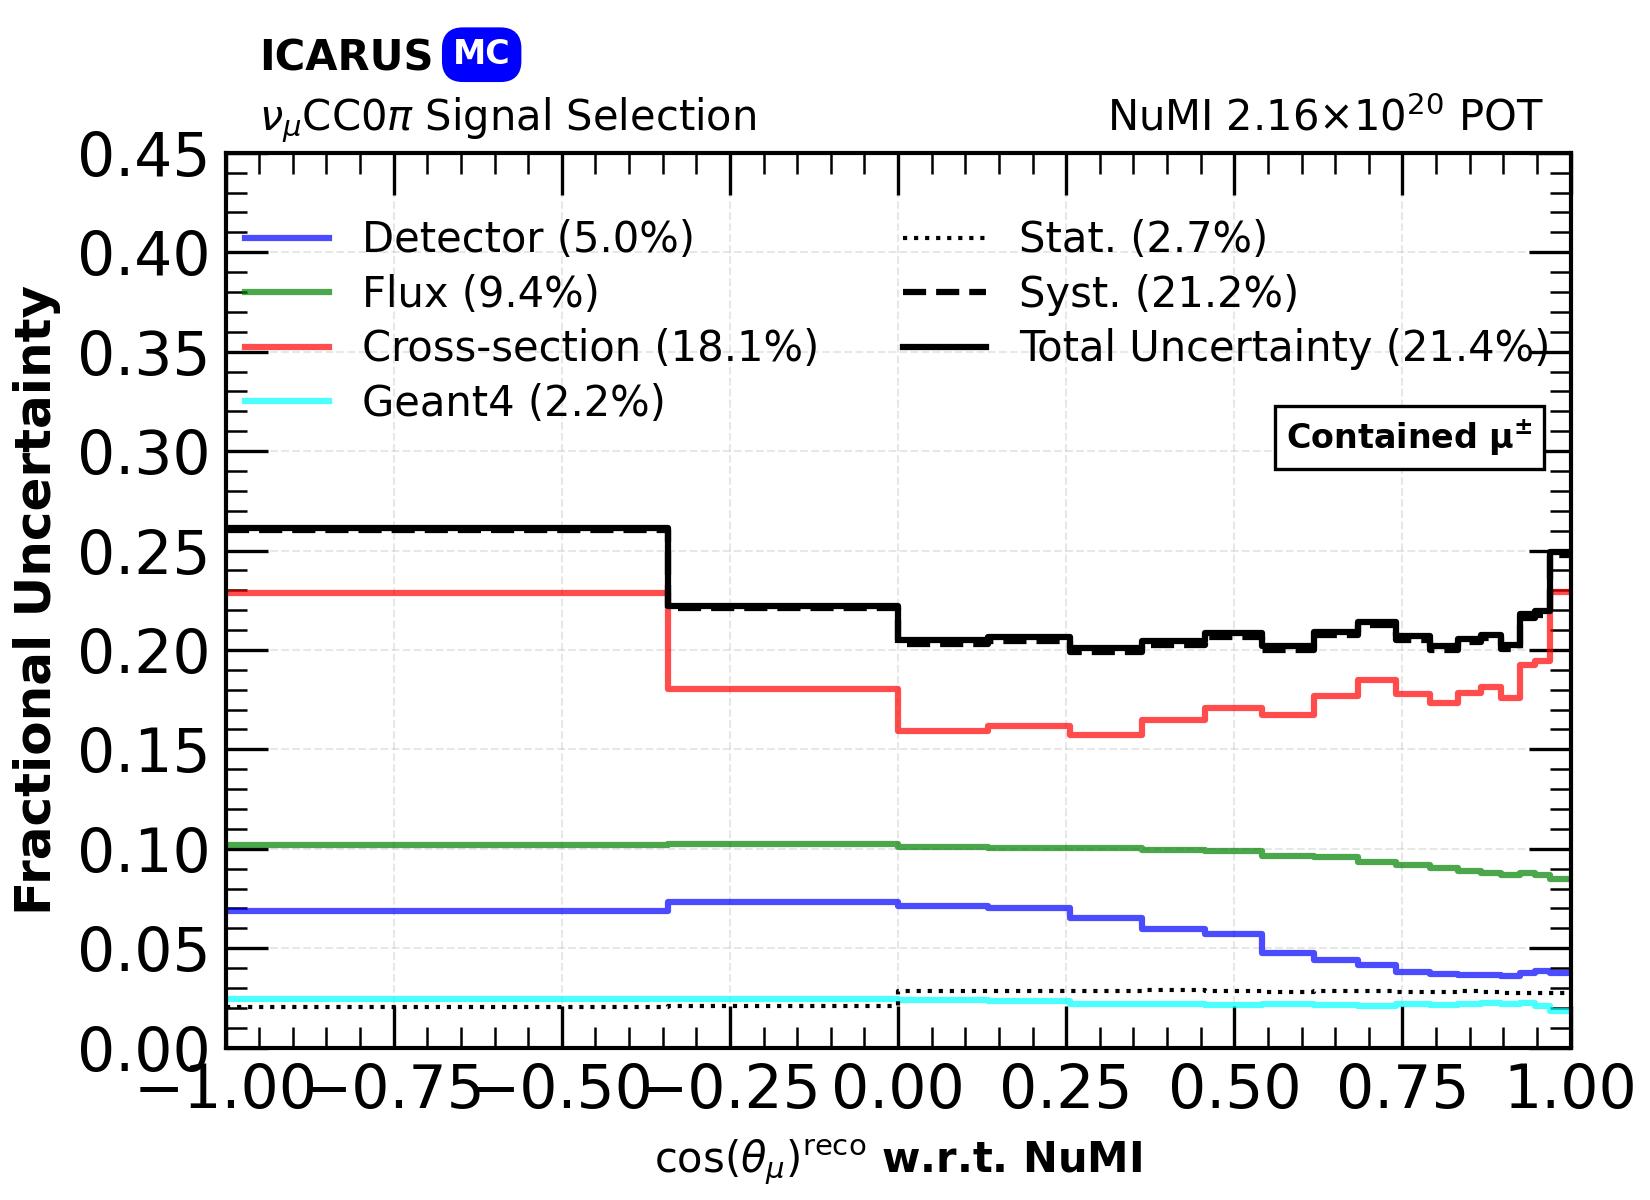 ICARUS MC
νμCC0π Signal Selection
NuMI 2.16×10²⁰ POT
0.45
0.40
0.35
0.30
0.25
0.20
0.15
0.10
0.05
0.00
Fractional Uncertainty
Detector (5.0%)
Flux (9.4%)
Cross-section (18.1%)
Geant4 (2.2%)
Stat. (2.7%)
Syst. (21.2%)
Total Uncertainty (21.4%)
Contained μ±
−1.00 −0.75 −0.50 −0.25 0.00 0.25 0.50 0.75 1.00
cos(θμ)reco w.r.t. NuMI